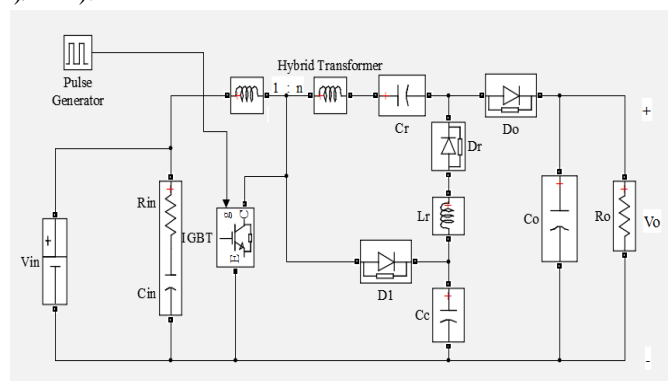 Hybrid Transformer
Pulse
Generator
1 : n
Cr
Do
Dr
+
Rin
g
C
E
IGBT
Lr
Co
Ro
Vo
Vin
D1
Cin
Cc
-